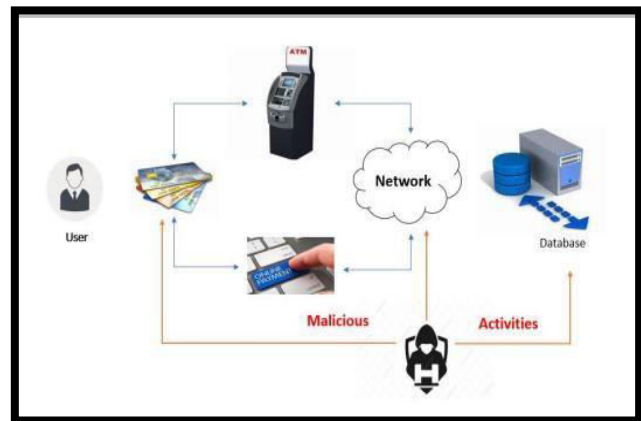 ATM
Network
User
ONLINE
PAYMENT
Database
Malicious
Activities
H